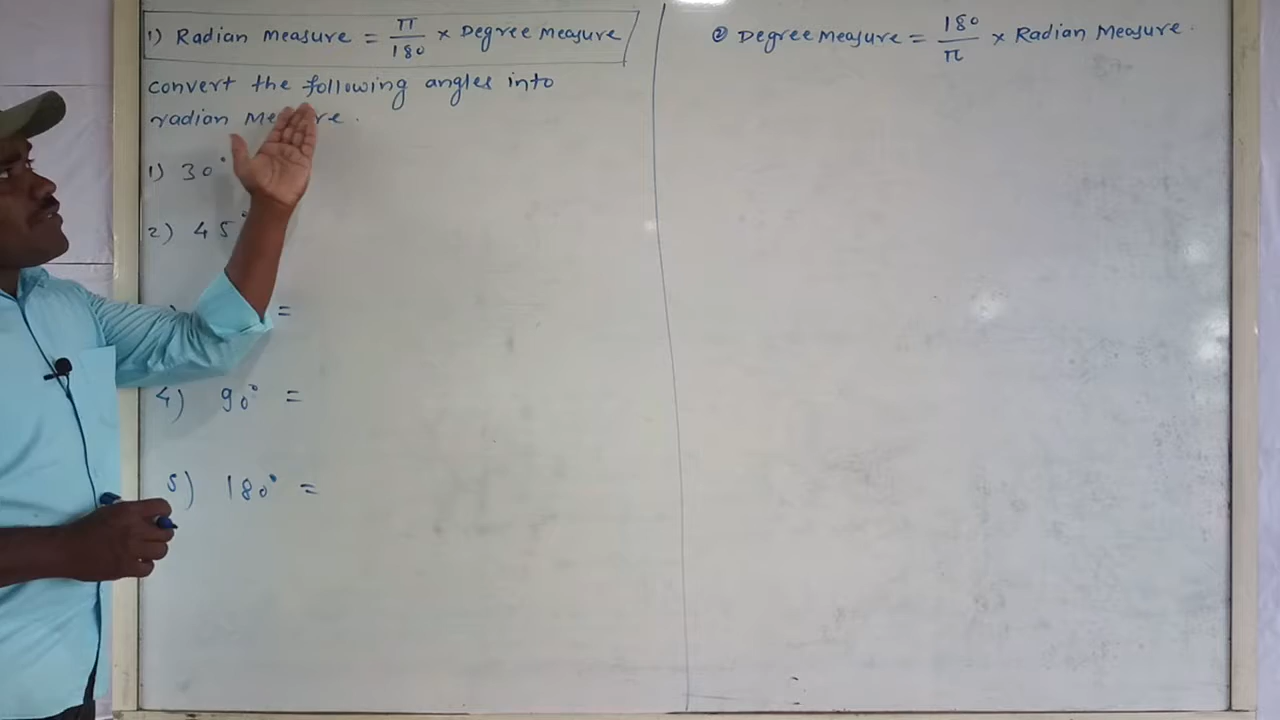 1) Radian Measure = π/180 × Degree Measure
convert the following angles into
radian
1) 30°
2) 45°
=
4) 90° =
5) 180° =
② Degree Measure = 180/π × Radian Measure.